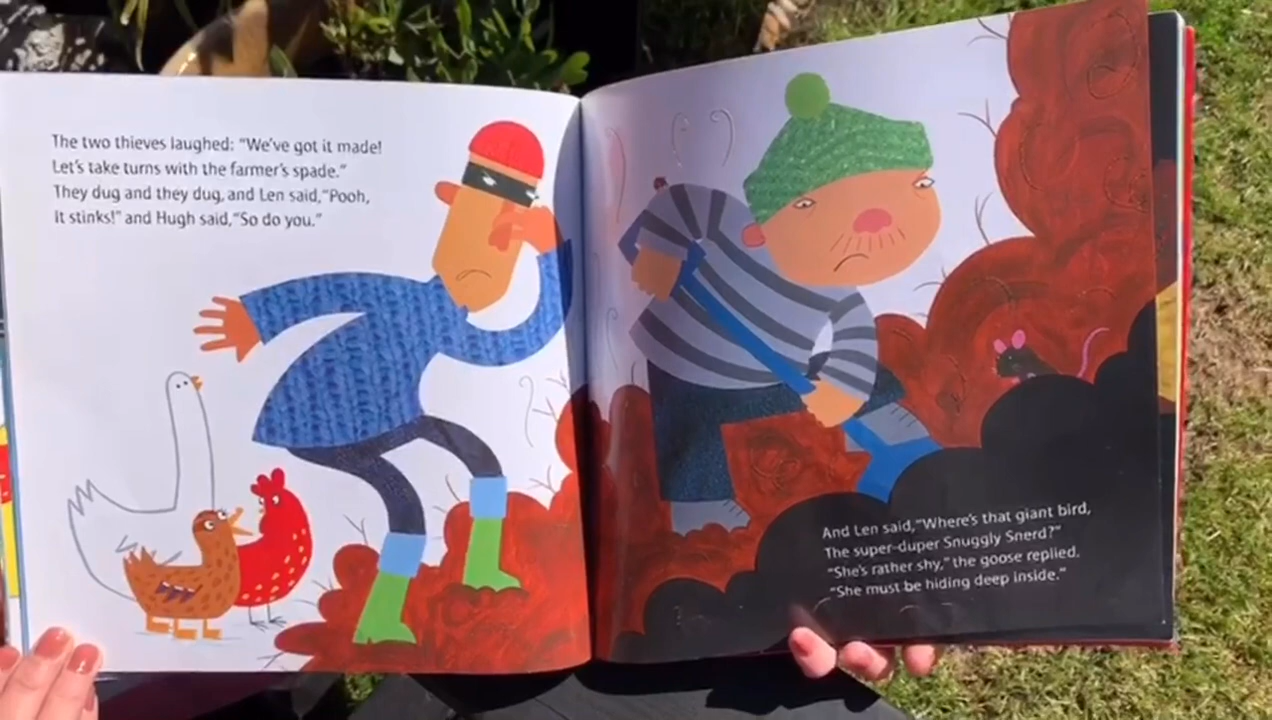 The two thieves laughed: "We've got it made!
Let's take turns with the farmer's spade."
They dug and they dug, and Len said, "Pooh,
It stinks!" and Hugh said, "So do you."
And Len said, "Where's that giant bird,
The super-duper Snuggly Snerd?"
"She's rather shy," the goose replied.
"She must be hiding deep inside."